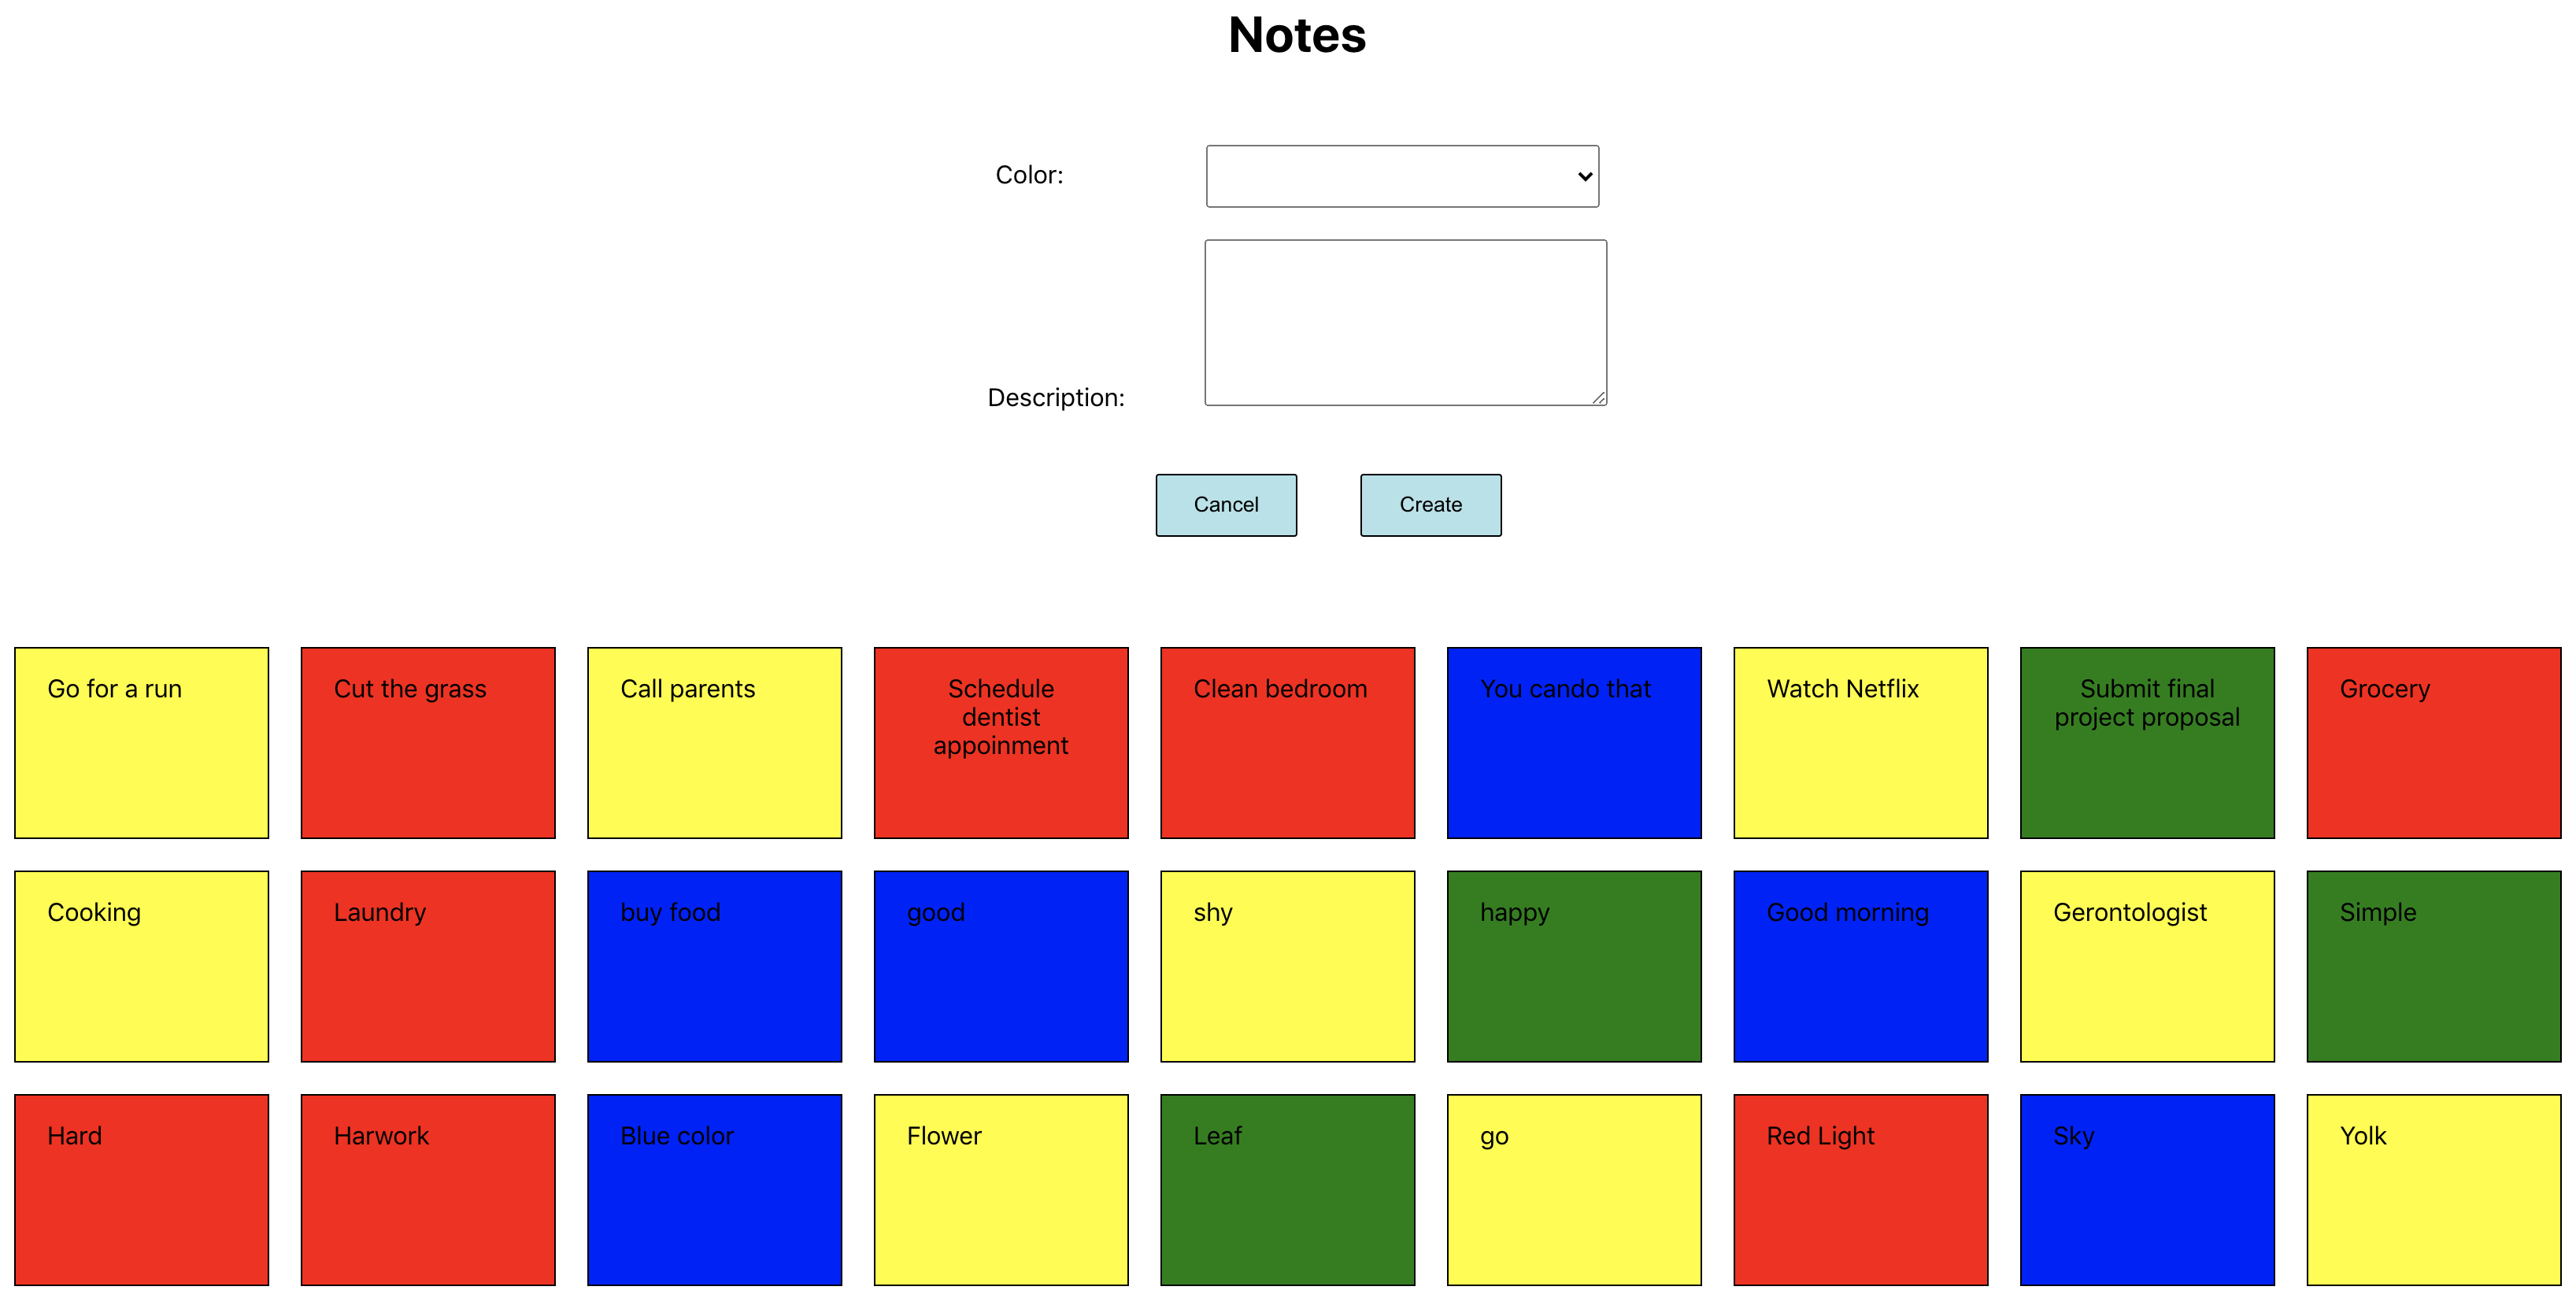 Notes
Color:
Description:
Cancel
Create
Go for a run
Cut the grass
Call parents
Schedule
dentist
appoinment
Clean bedroom
You cando that
Watch Netflix
Submit final
project proposal
Grocery
Cooking
Laundry
buy food
good
shy
happy
Good morning
Gerontologist
Simple
Hard
Harwork
Blue color
Flower
Leaf
go
Red Light
Sky
Yolk